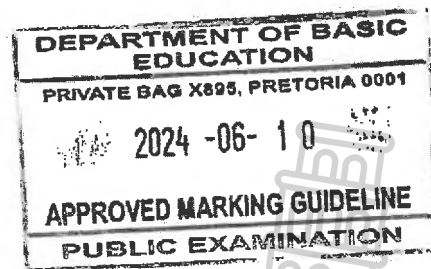 DEPARTMENT OF BASIC
EDUCATION
PRIVATE BAG X895, PRETORIA 0001
2024 -06- 10
APPROVED MARKING GUIDELINE
PUBLIC EXAMINATION